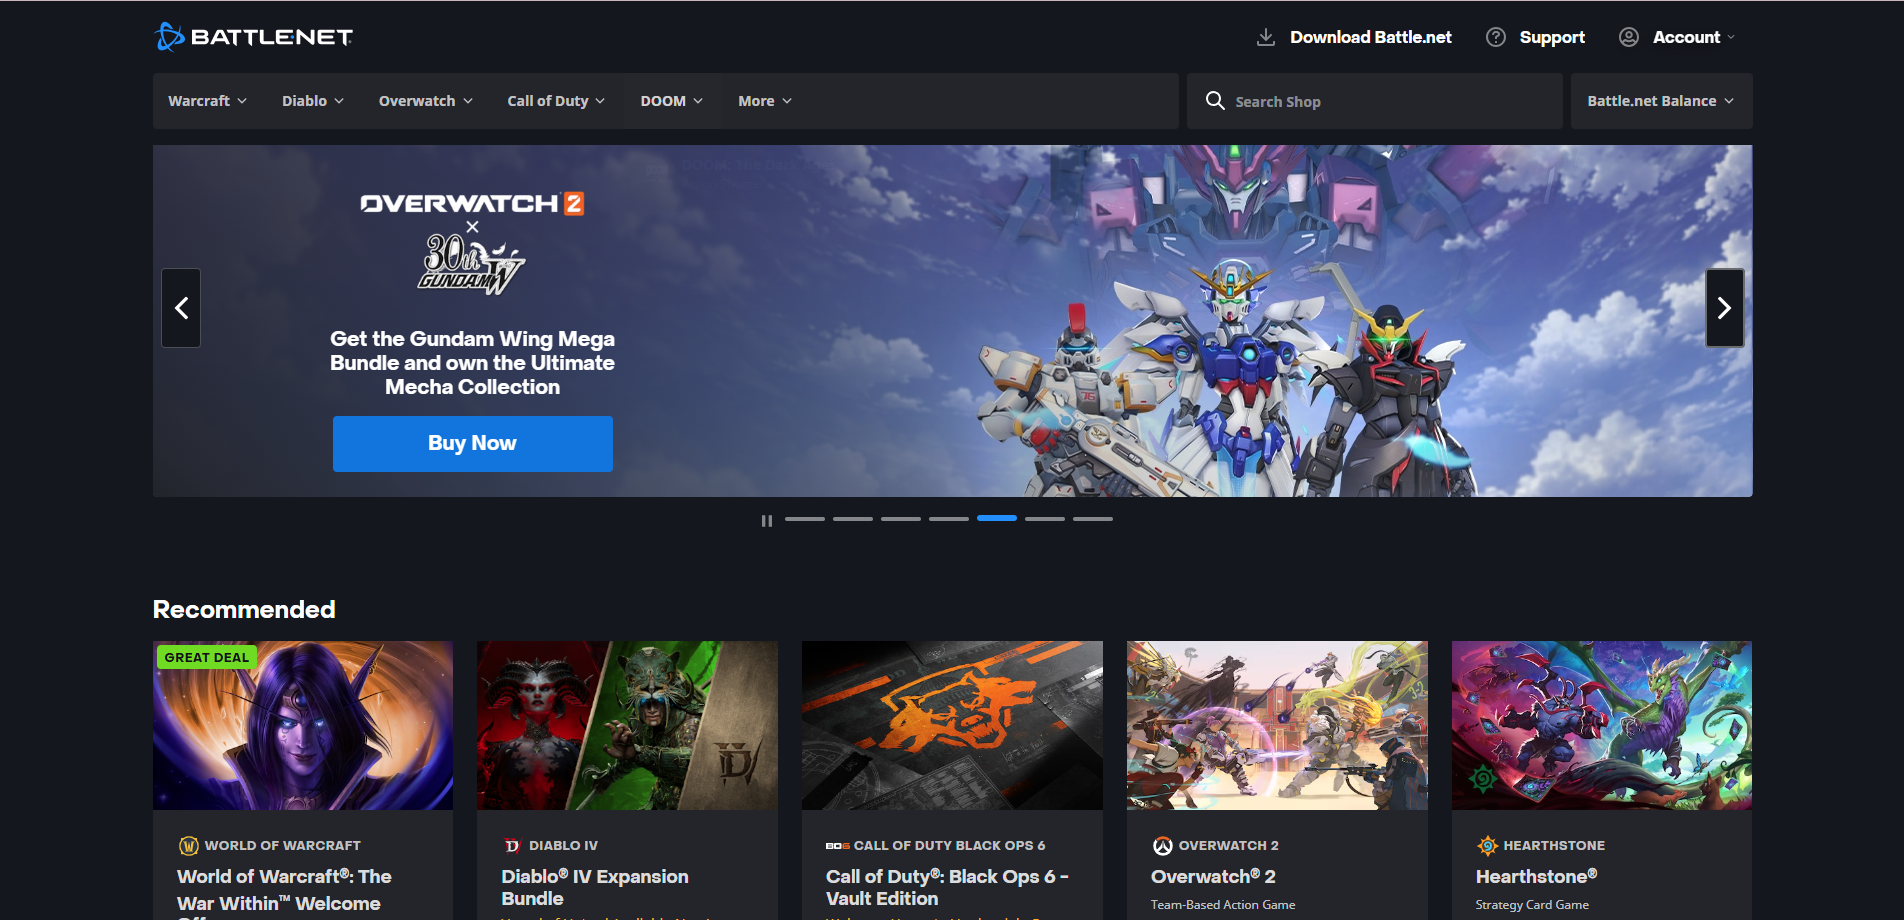 BATTLE.NET
Download Battle.net
Support
Account
Warcraft
Diablo
Overwatch
Call of Duty
DOOM
More
Search Shop
Battle.net Balance
OVERWATCH 2
×
30th
GUNDAM W
Get the Gundam Wing Mega
Bundle and own the Ultimate
Mecha Collection
Buy Now
Recommended
GREAT DEAL
WORLD OF WARCRAFT
World of Warcraft®: The
War Within™ Welcome
DIABLO IV
Diablo® IV Expansion
Bundle
BO6 CALL OF DUTY BLACK OPS 6
Call of Duty®: Black Ops 6 -
Vault Edition
OVERWATCH 2
Overwatch® 2
Team-Based Action Game
HEARTHSTONE
Hearthstone®
Strategy Card Game